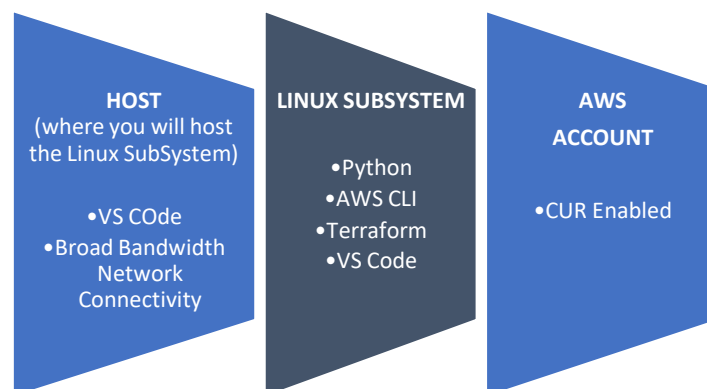 HOST
(where you will host
the Linux SubSystem)
•VS COde
•Broad Bandwidth
Network
Connectivity
LINUX SUBSYSTEM
•Python
•AWS CLI
•Terraform
•VS Code
AWS
ACCOUNT
•CUR Enabled